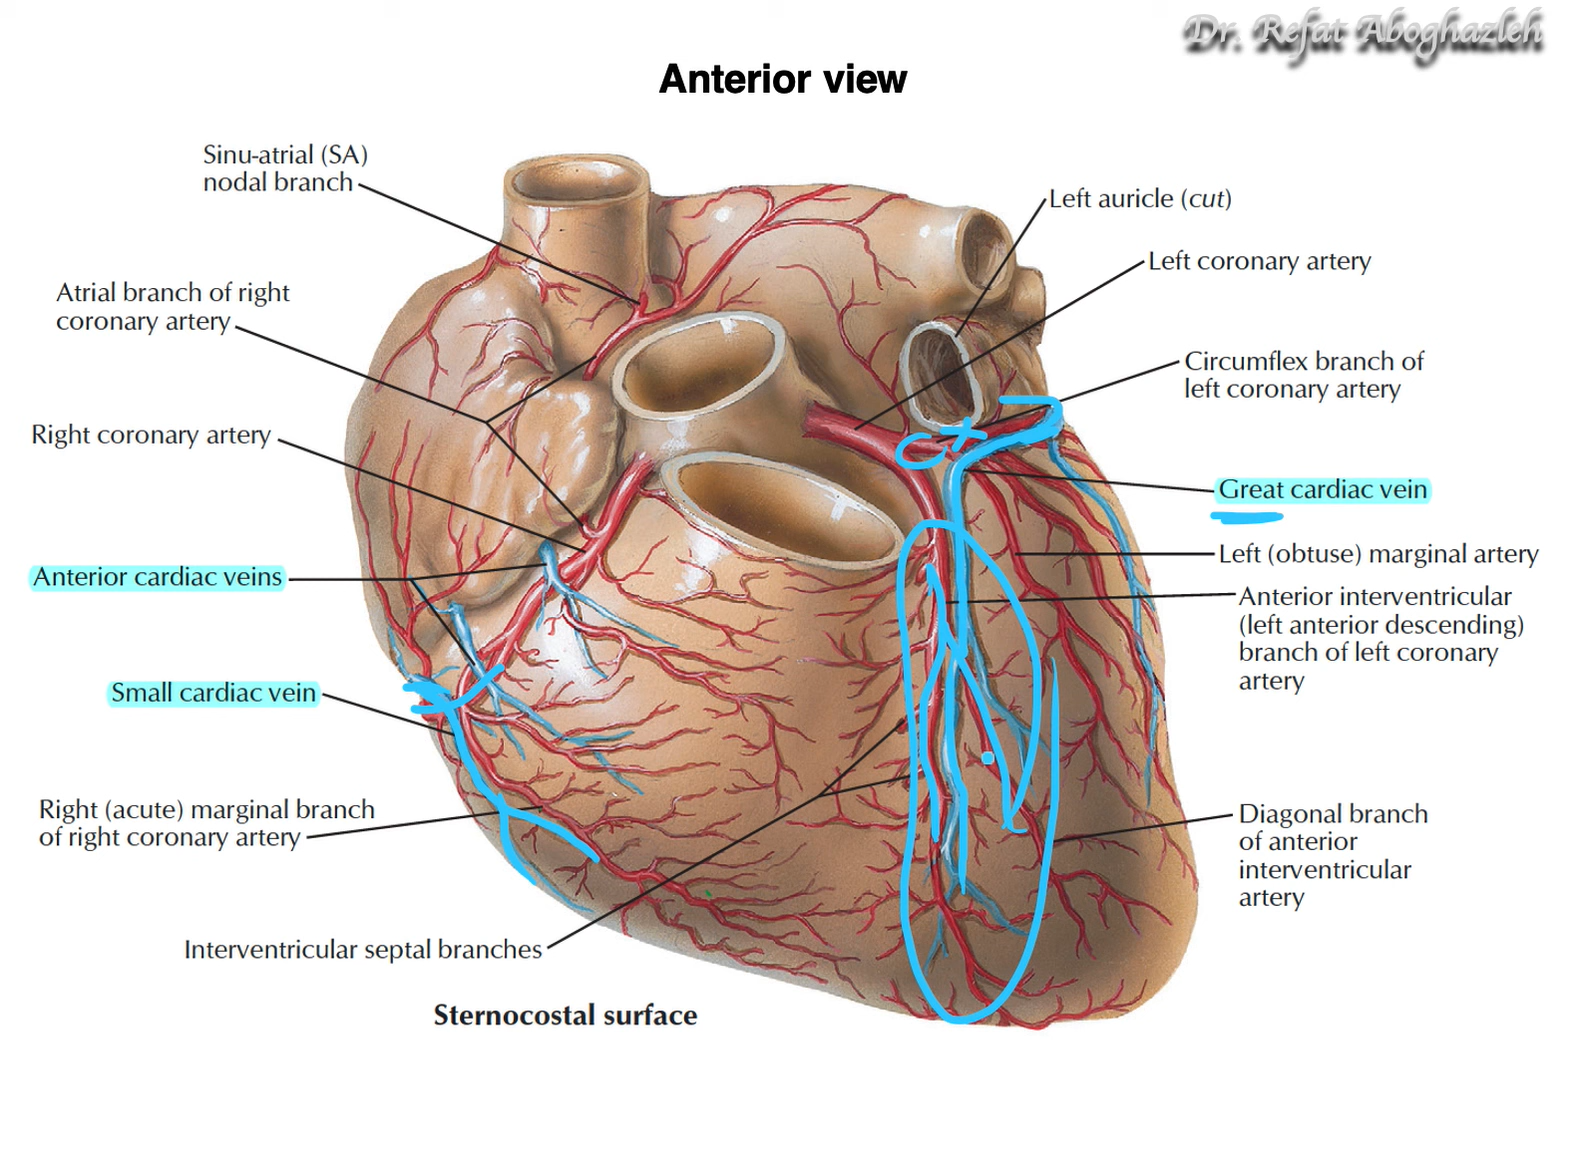 Dr. Refat Aboghazleh
Anterior view
Sinu-atrial (SA)
nodal branch
Atrial branch of right
coronary artery
Right coronary artery
Anterior cardiac veins
Small cardiac vein
Right (acute) marginal branch
of right coronary artery
Interventricular septal branches
Left auricle (cut)
Left coronary artery
Circumflex branch of
left coronary artery
Great cardiac vein
Left (obtuse) marginal artery
Anterior interventricular
(left anterior descending)
branch of left coronary
artery
Diagonal branch
of anterior
interventricular
artery
Sternocostal surface